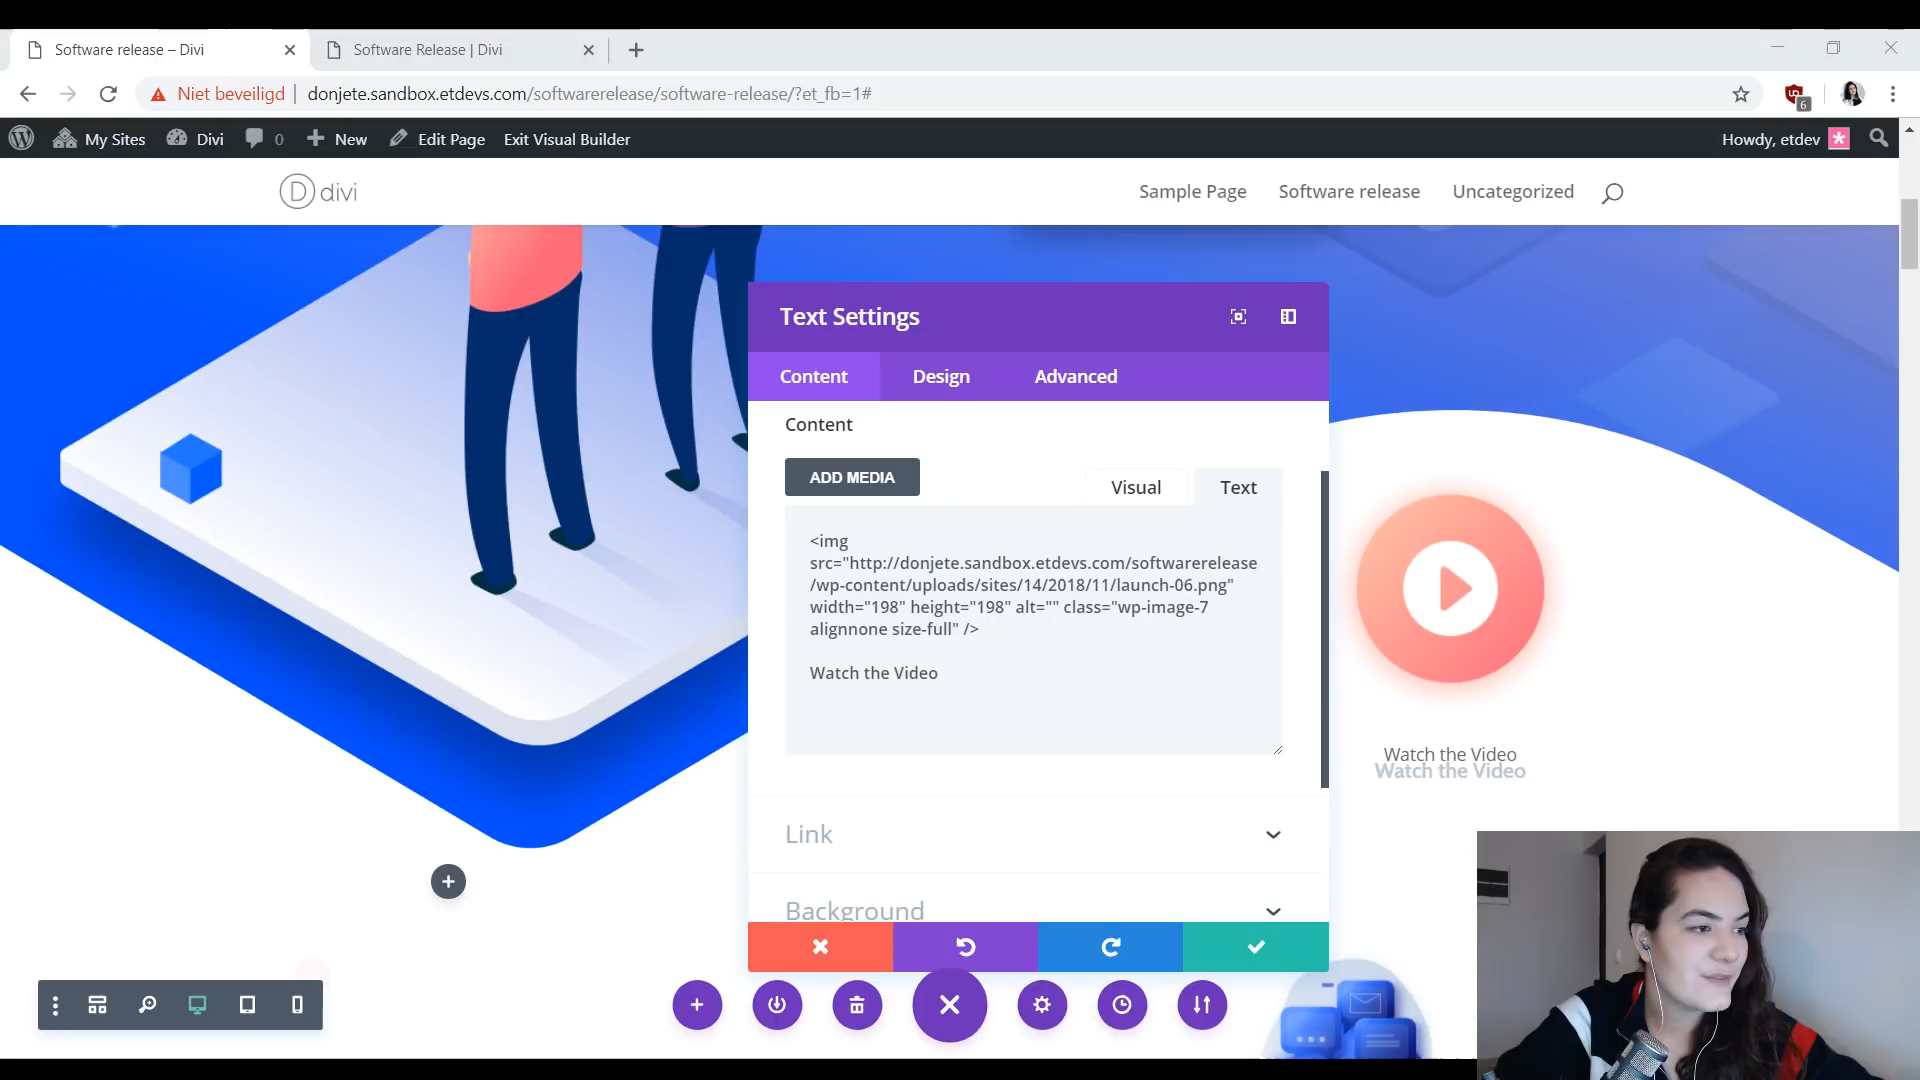 Software release – Divi
Software Release | Divi
Niet beveiligd
donjete.sandbox.etdevs.com/softwarerelease/software-release/?et_fb=1#
6
My Sites
Divi
0
New
Edit Page
Exit Visual Builder
Howdy, etdev
D divi
Sample Page
Software release
Uncategorized
Text Settings
Content
Design
Advanced
Content
ADD MEDIA
Visual
Text
<img
src="http://donjete.sandbox.etdevs.com/softwarerelease
/wp-content/uploads/sites/14/2018/11/launch-06.png"
width="198" height="198" alt="" class="wp-image-7
alignnone size-full" />
Watch the Video
Watch the Video
Watch the Video
Link
Background